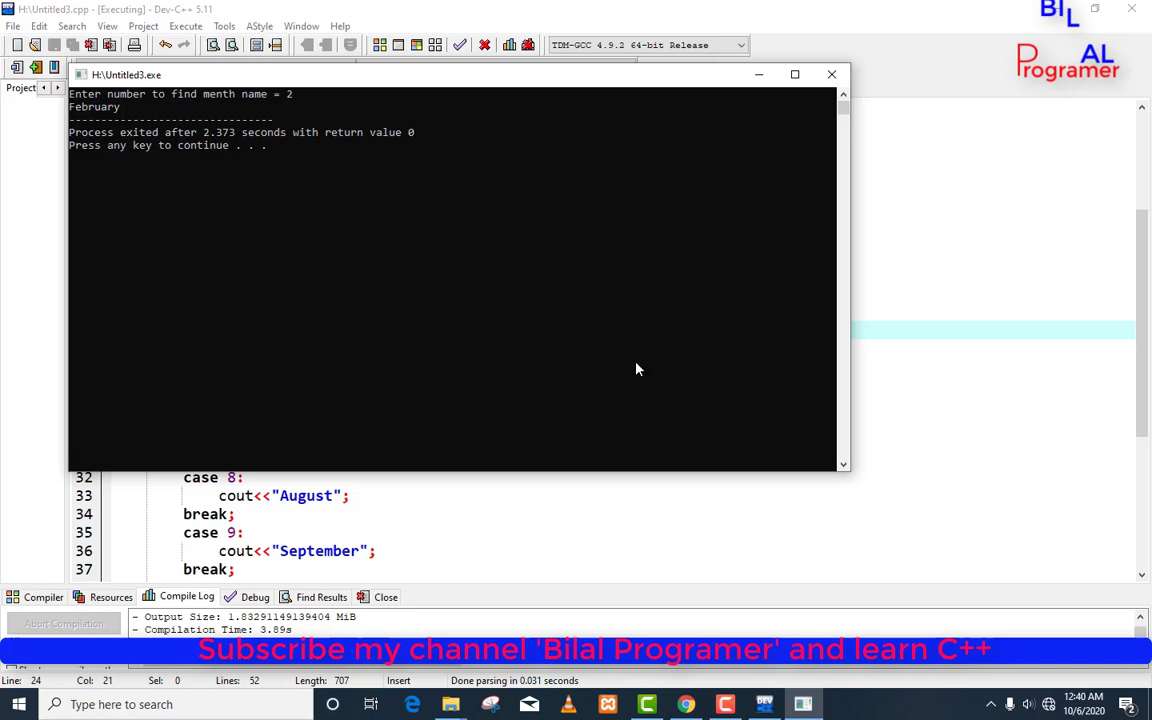 H:\Untitled3.cpp - [Executing] - Dev-C++ 5.11
BIL
File Edit Search View Project Execute Tools AStyle Window Help
TDM-GCC 4.9.2 64-bit Release
AL
Programer
Project
H:\Untitled3.exe
Enter number to find menth name = 2
February
--------------------------------
Process exited after 2.373 seconds with return value 0
Press any key to continue . . .
32 case 8:
33 cout<<"August";
34 break;
35 case 9:
36 cout<<"September";
37 break;
Compiler Resources Compile Log Debug Find Results Close
Abort Compilation
- Output Size: 1.83291149139404 MiB
- Compilation Time: 3.89s
Subscribe my channel 'Bilal Programer' and learn C++
Line: 24 Col: 21 Sel: 0 Lines: 52 Length: 707 Insert Done parsing in 0.031 seconds
Type here to search
12:40 AM
10/6/2020
2